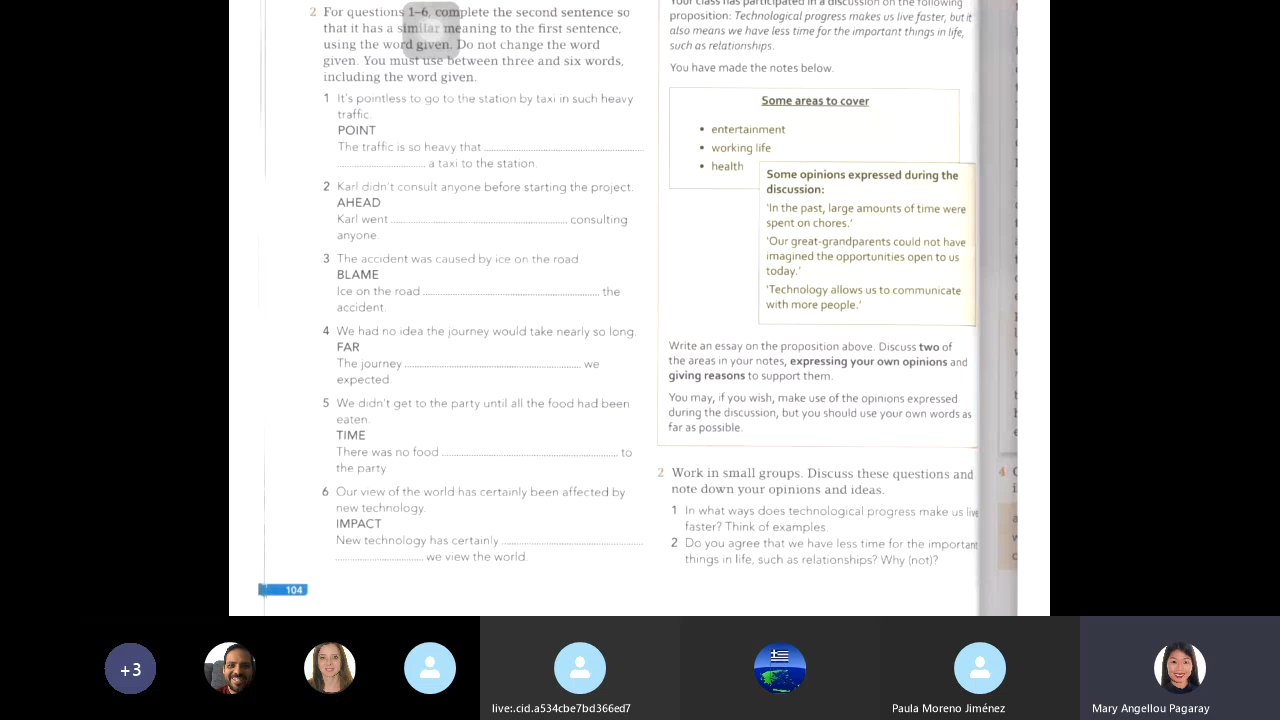 2 For questions 1–6, complete the second sentence so
that it has a similar meaning to the first sentence,
using the word given. Do not change the word
given. You must use between three and six words,
including the word given.
1 It's pointless to go to the station by taxi in such heavy
traffic.
POINT
The traffic is so heavy that ........................................
........................ a taxi to the station.
2 Karl didn't consult anyone before starting the project.
AHEAD
Karl went ............................................. consulting
anyone.
3 The accident was caused by ice on the road
BLAME
Ice on the road ............................................. the
accident.
4 We had no idea the journey would take nearly so long.
FAR
The journey ............................................. we
expected.
5 We didn't get to the party until all the food had been
eaten.
TIME
There was no food ............................................. to
the party.
6 Our view of the world has certainly been affected by
new technology.
IMPACT
New technology has certainly ....................................
........................ we view the world.
104
Your class has participated in a discussion on the following
proposition: Technological progress makes us live faster, but it
also means we have less time for the important things in life,
such as relationships.
You have made the notes below.
Some areas to cover
• entertainment
• working life
• health
Some opinions expressed during the
discussion:
'In the past, large amounts of time were
spent on chores.'
'Our great-grandparents could not have
imagined the opportunities open to us
today.'
'Technology allows us to communicate
with more people.'
Write an essay on the proposition above. Discuss two of
the areas in your notes, expressing your own opinions and
giving reasons to support them.
You may, if you wish, make use of the opinions expressed
during the discussion, but you should use your own words as
far as possible.
2 Work in small groups. Discuss these questions and
note down your opinions and ideas.
1 In what ways does technological progress make us live
faster? Think of examples.
2 Do you agree that we have less time for the important
things in life, such as relationships? Why (not)?
4
+3
live:.cid.a534cbe7bd366ed7
Paula Moreno Jiménez
Mary Angellou Pagaray